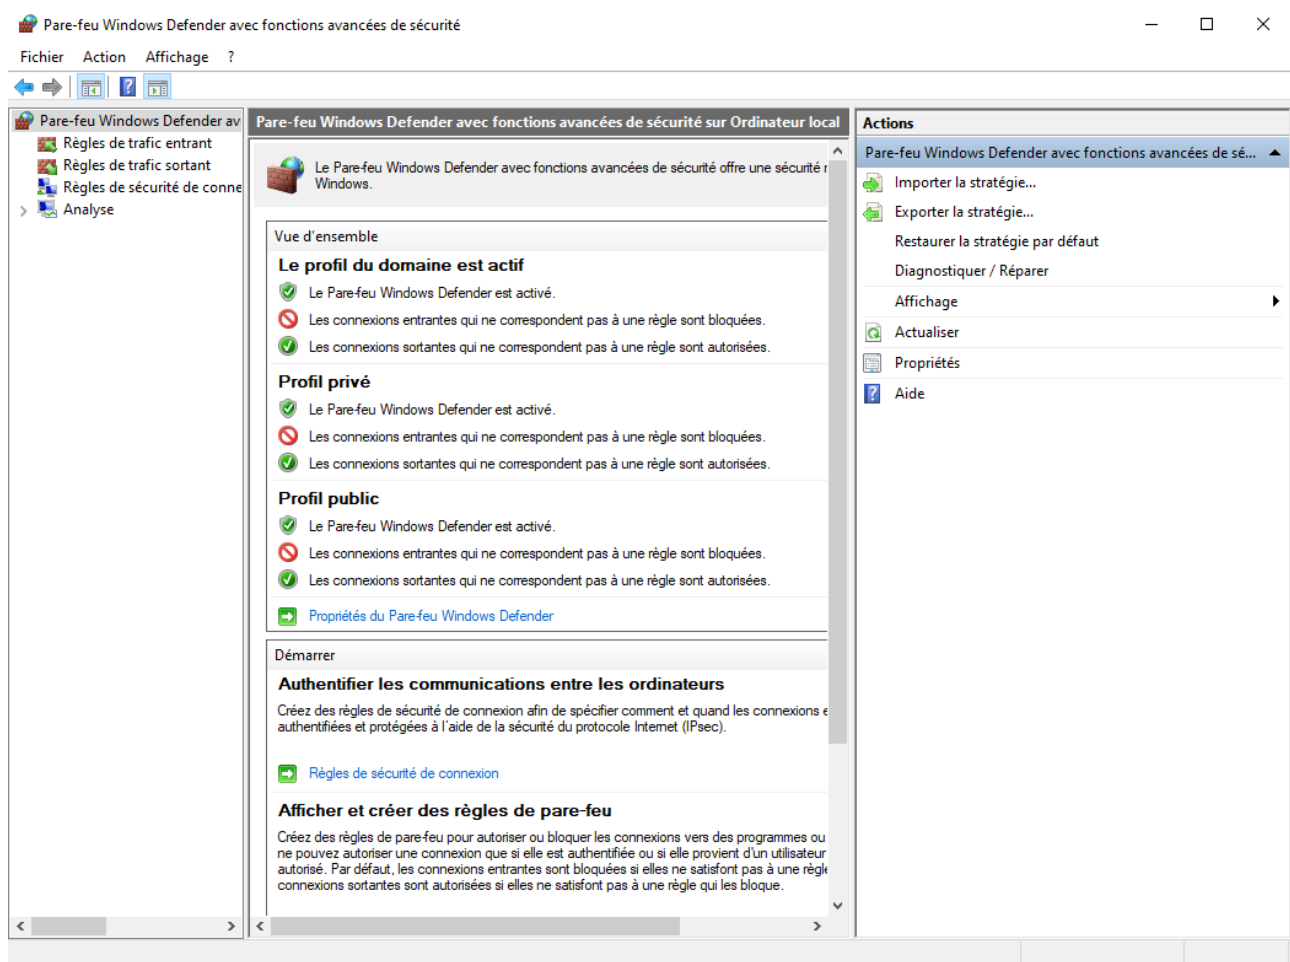 Pare-feu Windows Defender avec fonctions avancées de sécurité
Fichier Action Affichage ?
Pare-feu Windows Defender av
Règles de trafic entrant
Règles de trafic sortant
Règles de sécurité de conne
Analyse
Pare-feu Windows Defender avec fonctions avancées de sécurité sur Ordinateur local
Le Pare-feu Windows Defender avec fonctions avancées de sécurité offre une sécurité r
Windows.
Vue d'ensemble
Le profil du domaine est actif
Le Pare-feu Windows Defender est activé.
Les connexions entrantes qui ne correspondent pas à une règle sont bloquées.
Les connexions sortantes qui ne correspondent pas à une règle sont autorisées.
Profil privé
Le Pare-feu Windows Defender est activé.
Les connexions entrantes qui ne correspondent pas à une règle sont bloquées.
Les connexions sortantes qui ne correspondent pas à une règle sont autorisées.
Profil public
Le Pare-feu Windows Defender est activé.
Les connexions entrantes qui ne correspondent pas à une règle sont bloquées.
Les connexions sortantes qui ne correspondent pas à une règle sont autorisées.
Propriétés du Pare-feu Windows Defender
Démarrer
Authentifier les communications entre les ordinateurs
Créez des règles de sécurité de connexion afin de spécifier comment et quand les connexions e
authentifiées et protégées à l'aide de la sécurité du protocole Internet (IPsec).
Règles de sécurité de connexion
Afficher et créer des règles de pare-feu
Créez des règles de pare-feu pour autoriser ou bloquer les connexions vers des programmes ou
ne pouvez autoriser une connexion que si elle est authentifiée ou si elle provient d'un utilisateur
autorisé. Par défaut, les connexions entrantes sont bloquées si elles ne satisfont pas à une règle
connexions sortantes sont autorisées si elles ne satisfont pas à une règle qui les bloque.
Actions
Pare-feu Windows Defender avec fonctions avancées de sé...
Importer la stratégie...
Exporter la stratégie...
Restaurer la stratégie par défaut
Diagnostiquer / Réparer
Affichage
Actualiser
Propriétés
Aide